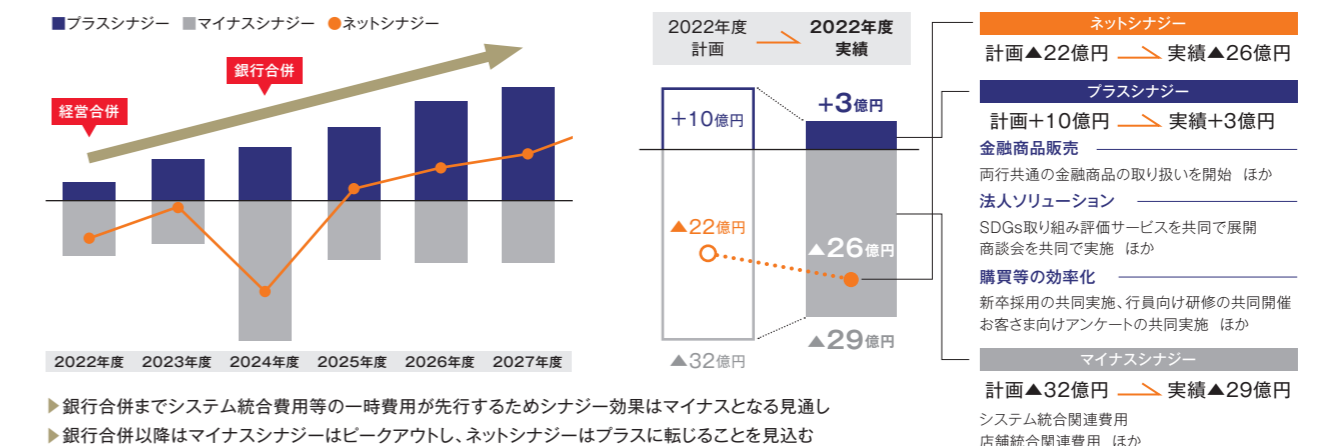 ■プラスシナジー ■マイナスシナジー ●ネットシナジー
経営合併
銀行合併
2022年度 2023年度 2024年度 2025年度 2026年度 2027年度
2022年度
計画
2022年度
実績
+10億円
+3億円
▲22億円
▲26億円
▲32億円
▲29億円
ネットシナジー
計画▲22億円 実績▲26億円
プラスシナジー
計画+10億円 実績+3億円
金融商品販売
両行共通の金融商品の取り扱いを開始 ほか
法人ソリューション
SDGs取り組み評価サービスを共同で展開
商談会を共同で実施 ほか
購買等の効率化
新卒採用の共同実施、行員向け研修の共同開催
お客さま向けアンケートの共同実施 ほか
マイナスシナジー
計画▲32億円 実績▲29億円
システム統合関連費用
店舗統合関連費用 ほか
▶銀行合併までシステム統合費用等の一時費用が先行するためシナジー効果はマイナスとなる見通し
▶銀行合併以降はマイナスシナジーはピークアウトし、ネットシナジーはプラスに転じることを見込む